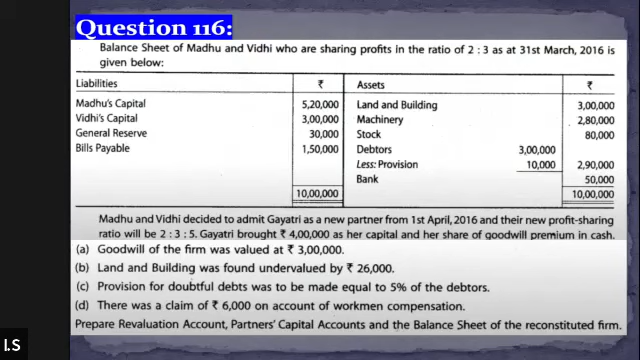 Question 116:
Balance Sheet of Madhu and Vidhi who are sharing profits in the ratio of 2 : 3 as at 31st March, 2016 is
given below:
Liabilities ₹ Assets ₹
Madhu's Capital 5,20,000 Land and Building 3,00,000
Vidhi's Capital 3,00,000 Machinery 2,80,000
General Reserve 30,000 Stock 80,000
Bills Payable 1,50,000 Debtors 3,00,000
Less: Provision 10,000 2,90,000
Bank 50,000
10,00,000 10,00,000
Madhu and Vidhi decided to admit Gayatri as a new partner from 1st April, 2016 and their new profit-sharing
ratio will be 2 : 3 : 5. Gayatri brought ₹ 4,00,000 as her capital and her share of goodwill premium in cash.
(a) Goodwill of the firm was valued at ₹ 3,00,000.
(b) Land and Building was found undervalued by ₹ 26,000.
(c) Provision for doubtful debts was to be made equal to 5% of the debtors.
(d) There was a claim of ₹ 6,000 on account of workmen compensation.
Prepare Revaluation Account, Partners' Capital Accounts and the Balance Sheet of the reconstituted firm.
I.S